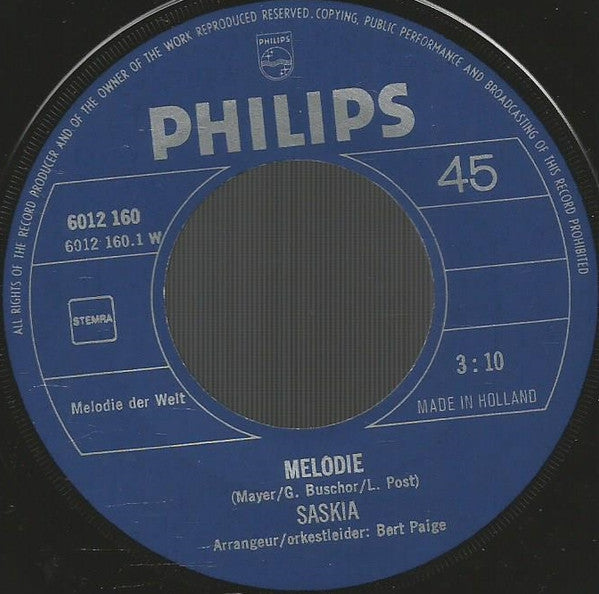 ALL RIGHTS OF THE RECORD PRODUCER AND OF THE OWNER OF THE WORK REPRODUCED RESERVED. COPYING, PUBLIC PERFORMANCE AND BROADCASTING OF THIS RECORD PROHIBITED
PHILIPS
PHILIPS
45
6012 160
6012 160.1 W
STEMRA
3:10
Melodie der Welt
MADE IN HOLLAND
MELODIE
(Mayer/G. Buschor/L. Post)
SASKIA
Arrangeur/orkestleider: Bert Paige